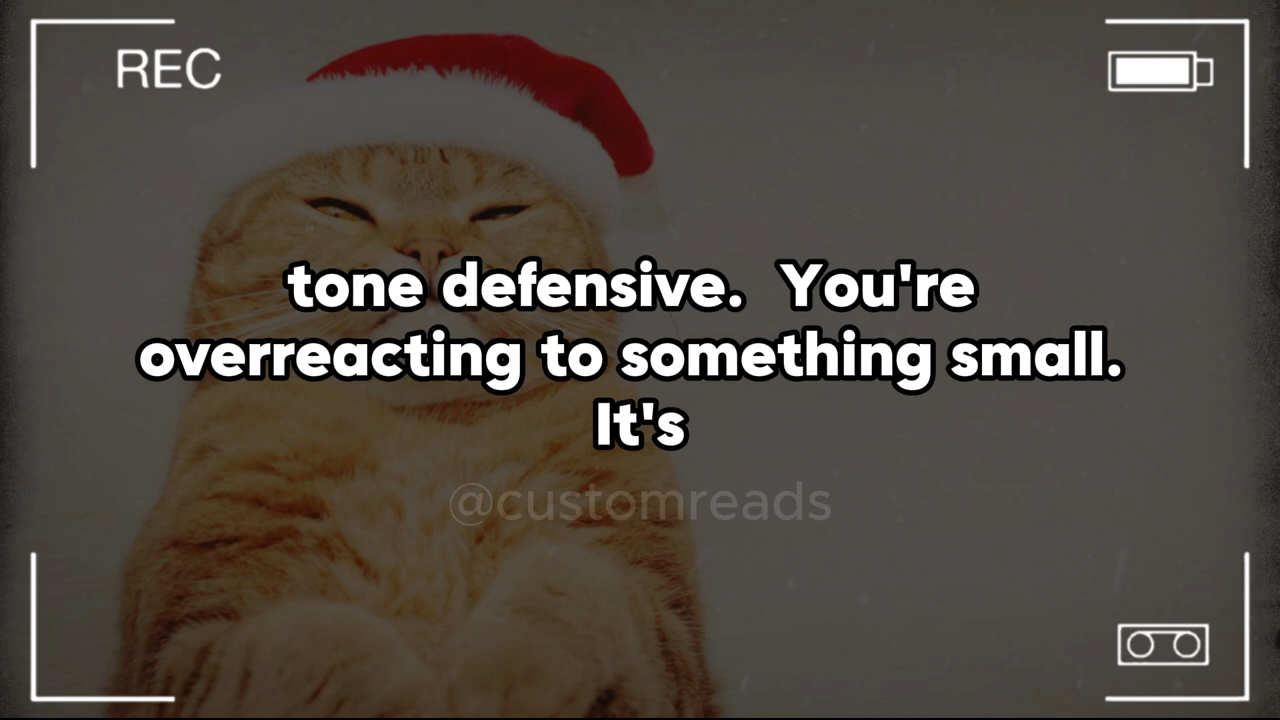 REC
tone defensive. You're
overreacting to something small.
It's
@customreads